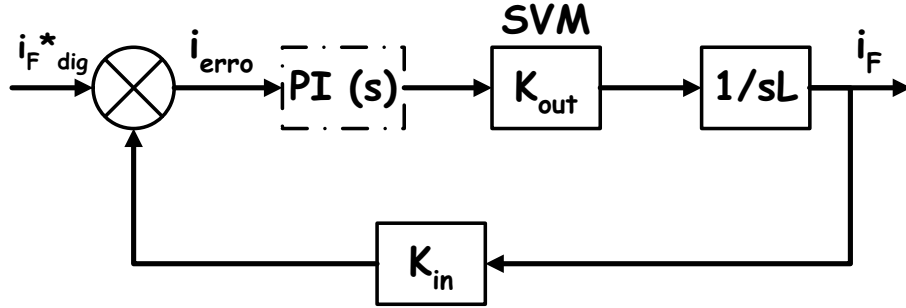 SVM
i_F*_dig
i_erro
PI (s)
K_out
1/sL
i_F
K_in